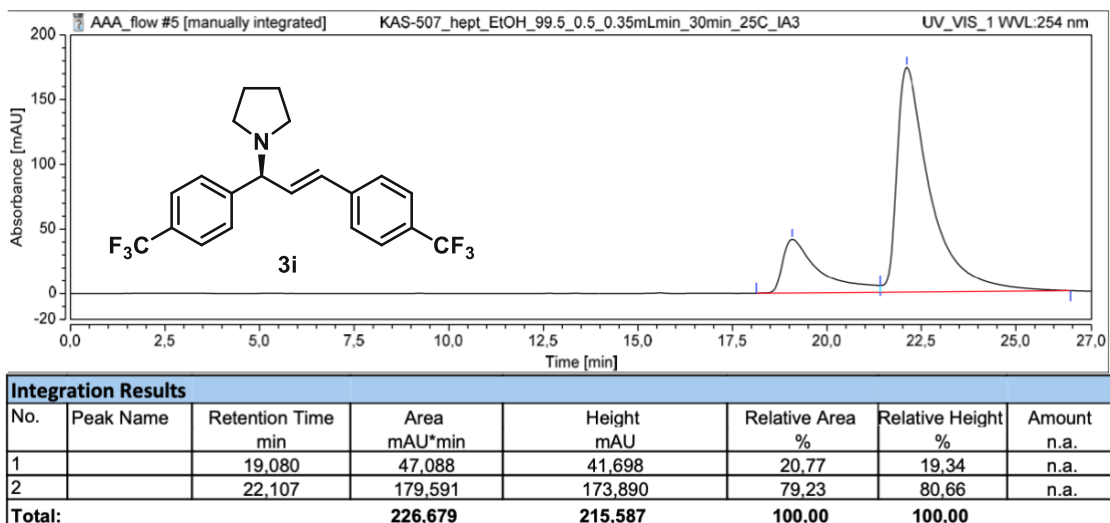 AAA_flow #5 [manually integrated] KAS-507_hept_EtOH_99.5_0.5_0.35mLmin_30min_25C_IA3 UV_VIS_1 WVL:254 nm
Absorbance [mAU]
200
150
100
50
0
-20
N
F3C
CF3
3i
0,0 2,5 5,0 7,5 10,0 12,5 15,0 17,5 20,0 22,5 25,0 27,0
Time [min]
Integration Results
No. Peak Name Retention Time Area Height Relative Area Relative Height Amount
min mAU*min mAU % % n.a.
1 19,080 47,088 41,698 20,77 19,34 n.a.
2 22,107 179,591 173,890 79,23 80,66 n.a.
Total: 226,679 215,587 100,00 100,00